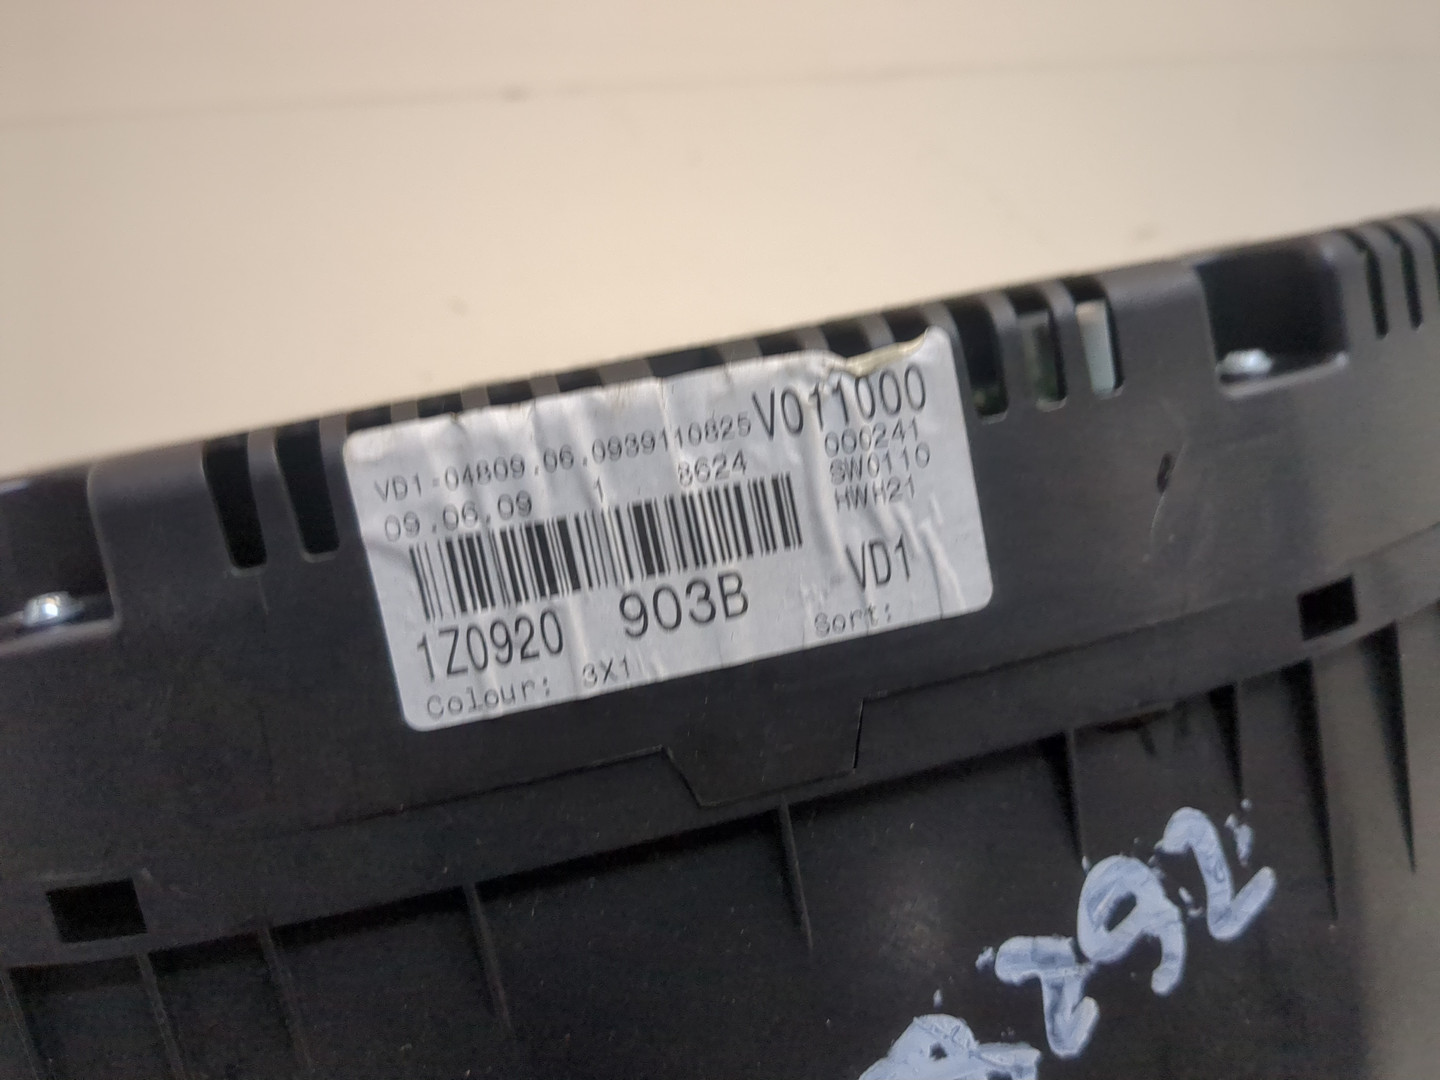 VD1-04809.06.0939110825 V011000
000241
09.06.09 1 8624 SW0110
HWH21
1Z0920 903B VD1
Colour: 3X1 Sort:
292